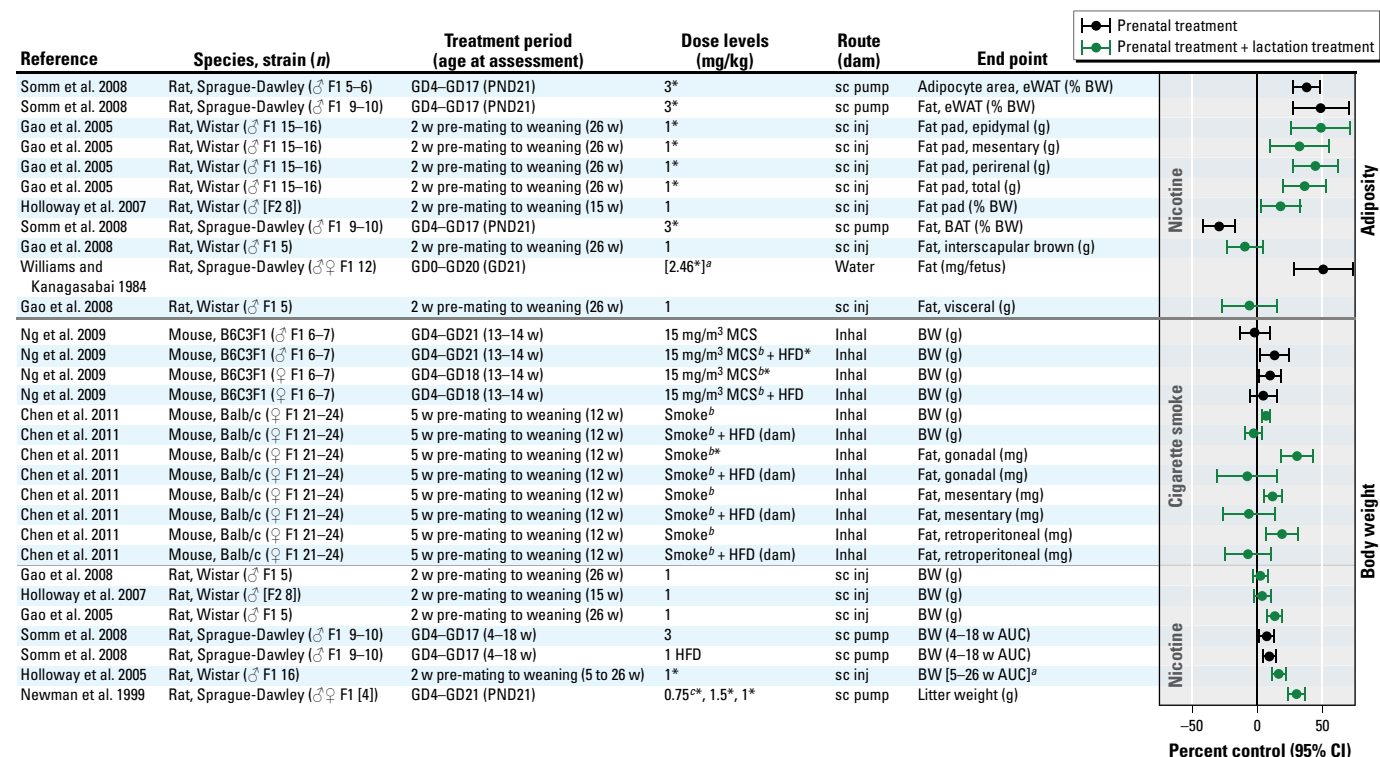 Prenatal treatment
Prenatal treatment + lactation treatment
Reference Species, strain (n) Treatment period (age at assessment) Dose levels (mg/kg) Route (dam) End point
Somm et al. 2008 Rat, Sprague-Dawley (♂ F1 5–6) GD4–GD17 (PND21) 3* sc pump Adipocyte area, eWAT (% BW)
Somm et al. 2008 Rat, Sprague-Dawley (♂ F1 9–10) GD4–GD17 (PND21) 3* sc pump Fat, eWAT (% BW)
Gao et al. 2005 Rat, Wistar (♂ F1 15–16) 2 w pre-mating to weaning (26 w) 1* sc inj Fat pad, epidymal (g)
Gao et al. 2005 Rat, Wistar (♂ F1 15–16) 2 w pre-mating to weaning (26 w) 1* sc inj Fat pad, mesentary (g)
Gao et al. 2005 Rat, Wistar (♂ F1 15–16) 2 w pre-mating to weaning (26 w) 1* sc inj Fat pad, perirenal (g)
Gao et al. 2005 Rat, Wistar (♂ F1 15–16) 2 w pre-mating to weaning (26 w) 1* sc inj Fat pad, total (g)
Holloway et al. 2007 Rat, Wistar (♂ [F2 8]) 2 w pre-mating to weaning (15 w) 1 sc inj Fat pad (% BW)
Somm et al. 2008 Rat, Sprague-Dawley (♂ F1 9–10) GD4–GD17 (PND21) 3* sc pump Fat, BAT (% BW)
Gao et al. 2008 Rat, Wistar (♂ F1 5) 2 w pre-mating to weaning (26 w) 1 sc inj Fat, interscapular brown (g)
Williams and Rat, Sprague-Dawley (♂♀ F1 12) GD0–GD20 (GD21) [2.46*]a Water Fat (mg/fetus)
Kanagasabai 1984
Gao et al. 2008 Rat, Wistar (♂ F1 5) 2 w pre-mating to weaning (26 w) 1 sc inj Fat, visceral (g)
Nicotine
Adiposity
Ng et al. 2009 Mouse, B6C3F1 (♂ F1 6–7) GD4–GD21 (13–14 w) 15 mg/m3 MCS Inhal BW (g)
Ng et al. 2009 Mouse, B6C3F1 (♂ F1 6–7) GD4–GD21 (13–14 w) 15 mg/m3 MCSb + HFD* Inhal BW (g)
Ng et al. 2009 Mouse, B6C3F1 (♀ F1 6–7) GD4–GD18 (13–14 w) 15 mg/m3 MCSb* Inhal BW (g)
Ng et al. 2009 Mouse, B6C3F1 (♀ F1 6–7) GD4–GD18 (13–14 w) 15 mg/m3 MCSb + HFD Inhal BW (g)
Chen et al. 2011 Mouse, Balb/c (♀ F1 21–24) 5 w pre-mating to weaning (12 w) Smokeb Inhal BW (g)
Chen et al. 2011 Mouse, Balb/c (♀ F1 21–24) 5 w pre-mating to weaning (12 w) Smokeb + HFD (dam) Inhal BW (g)
Chen et al. 2011 Mouse, Balb/c (♀ F1 21–24) 5 w pre-mating to weaning (12 w) Smokeb* Inhal Fat, gonadal (mg)
Chen et al. 2011 Mouse, Balb/c (♀ F1 21–24) 5 w pre-mating to weaning (12 w) Smokeb + HFD (dam) Inhal Fat, gonadal (mg)
Chen et al. 2011 Mouse, Balb/c (♀ F1 21–24) 5 w pre-mating to weaning (12 w) Smokeb Inhal Fat, mesentary (mg)
Chen et al. 2011 Mouse, Balb/c (♀ F1 21–24) 5 w pre-mating to weaning (12 w) Smokeb + HFD (dam) Inhal Fat, mesentary (mg)
Chen et al. 2011 Mouse, Balb/c (♀ F1 21–24) 5 w pre-mating to weaning (12 w) Smokeb Inhal Fat, retroperitoneal (mg)
Chen et al. 2011 Mouse, Balb/c (♀ F1 21–24) 5 w pre-mating to weaning (12 w) Smokeb + HFD (dam) Inhal Fat, retroperitoneal (mg)
Cigarette smoke
Gao et al. 2008 Rat, Wistar (♂ F1 5) 2 w pre-mating to weaning (26 w) 1 sc inj BW (g)
Holloway et al. 2007 Rat, Wistar (♂ [F2 8]) 2 w pre-mating to weaning (15 w) 1 sc inj BW (g)
Gao et al. 2005 Rat, Wistar (♂ F1 5) 2 w pre-mating to weaning (26 w) 1 sc inj BW (g)
Somm et al. 2008 Rat, Sprague-Dawley (♂ F1 9–10) GD4–GD17 (4–18 w) 3 sc pump BW (4–18 w AUC)
Somm et al. 2008 Rat, Sprague-Dawley (♂ F1 9–10) GD4–GD17 (4–18 w) 1 HFD sc pump BW (4–18 w AUC)
Holloway et al. 2005 Rat, Wistar (♂ F1 16) 2 w pre-mating to weaning (5 to 26 w) 1* sc inj BW [5–26 w AUC]a
Newman et al. 1999 Rat, Sprague-Dawley (♂♀ F1 [4]) GD4–GD21 (PND21) 0.75c*, 1.5*, 1* sc pump Litter weight (g)
Nicotine
Body weight
–50 0 50
Percent control (95% CI)